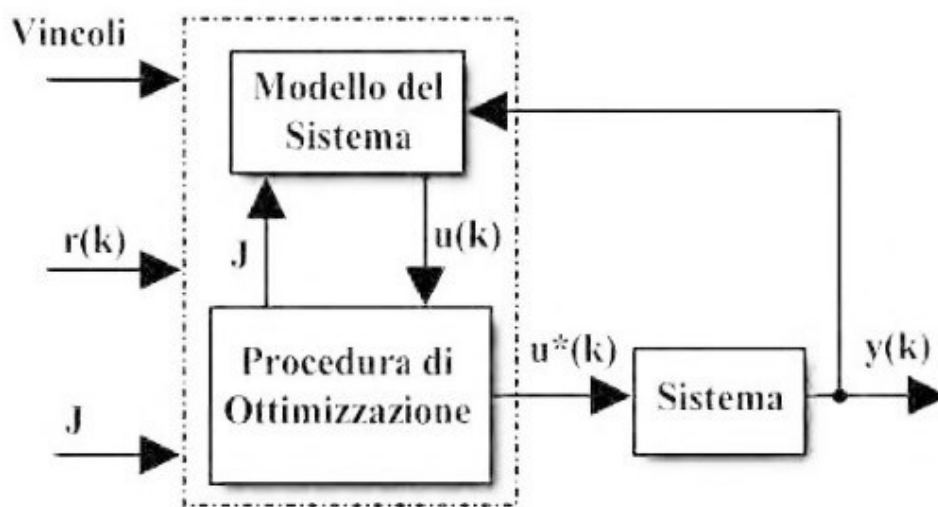 Vincoli
Modello del
Sistema
r(k)
J
u(k)
Procedura di
Ottimizzazione
u*(k)
Sistema
y(k)
J